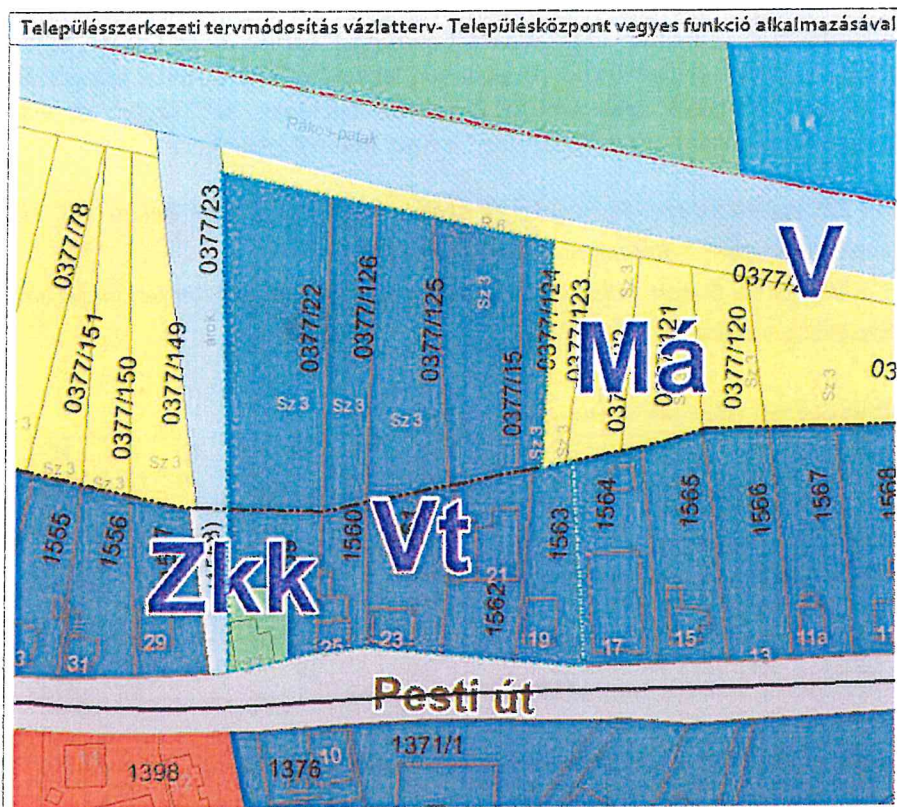 Településszerkezeti tervmódosítás vázlatterv- Településközpont vegyes funkció alkalmazásával
Rákos-patak
0377/78
0377/151
0377/150
0377/149
0377/23
árok
0377/22
0377/126
0377/125
0377/15
0377/124
0377/123
0377/120
V
Má
Sz 3
Sz 3
Sz 3
Sz 3
Sz 3
Sz 3
Sz 3
Sz 3
Sz 3
Sz 3
1555
1556
Zkk
1560
Vt
1562
1563
1564
1565
1566
1567
1568
31
29
25
23
21
19
17
15
13
11a
Pesti út
1398
1376
10
1371/1